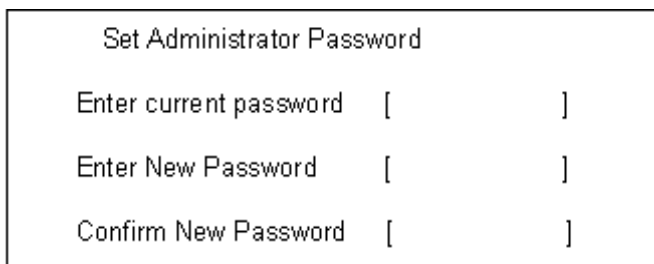 Set Administrator Password
Enter current password [ ]
Enter New Password [ ]
Confirm New Password [ ]